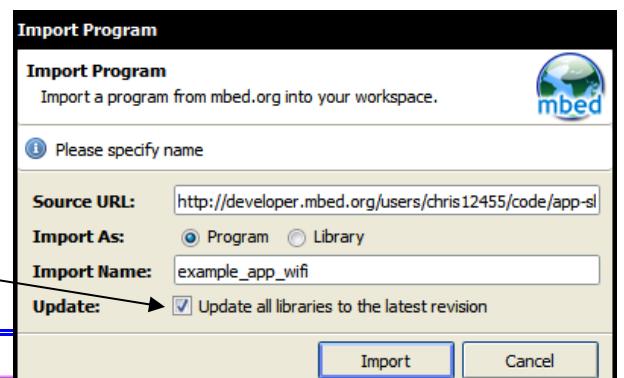 Import Program
Import Program
Import a program from mbed.org into your workspace.
mbed
Please specify name
Source URL: http://developer.mbed.org/users/chris12455/code/app-sl
Import As: Program Library
Import Name: example_app_wifi
Update: Update all libraries to the latest revision
Import Cancel